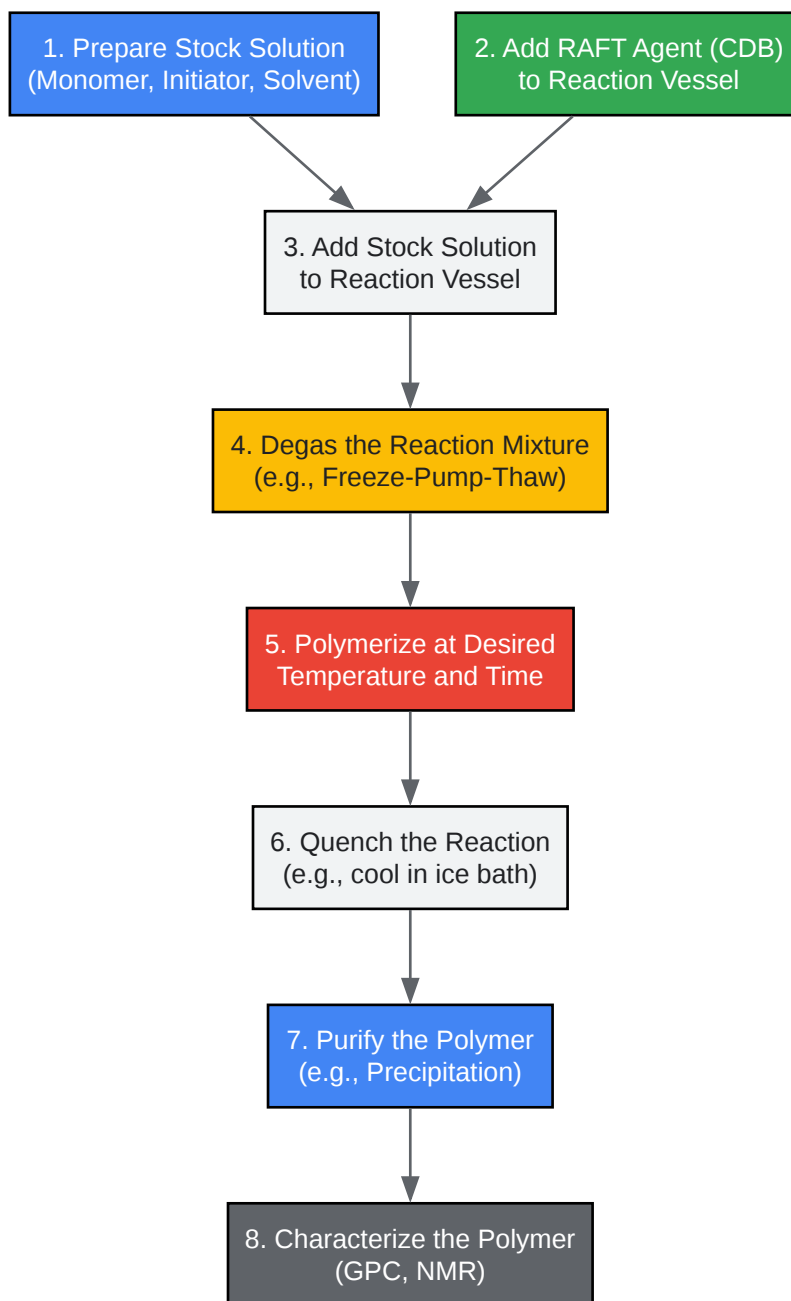 1. Prepare Stock Solution
(Monomer, Initiator, Solvent)
2. Add RAFT Agent (CDB)
to Reaction Vessel
3. Add Stock Solution
to Reaction Vessel
4. Degas the Reaction Mixture
(e.g., Freeze-Pump-Thaw)
5. Polymerize at Desired
Temperature and Time
6. Quench the Reaction
(e.g., cool in ice bath)
7. Purify the Polymer
(e.g., Precipitation)
8. Characterize the Polymer
(GPC, NMR)